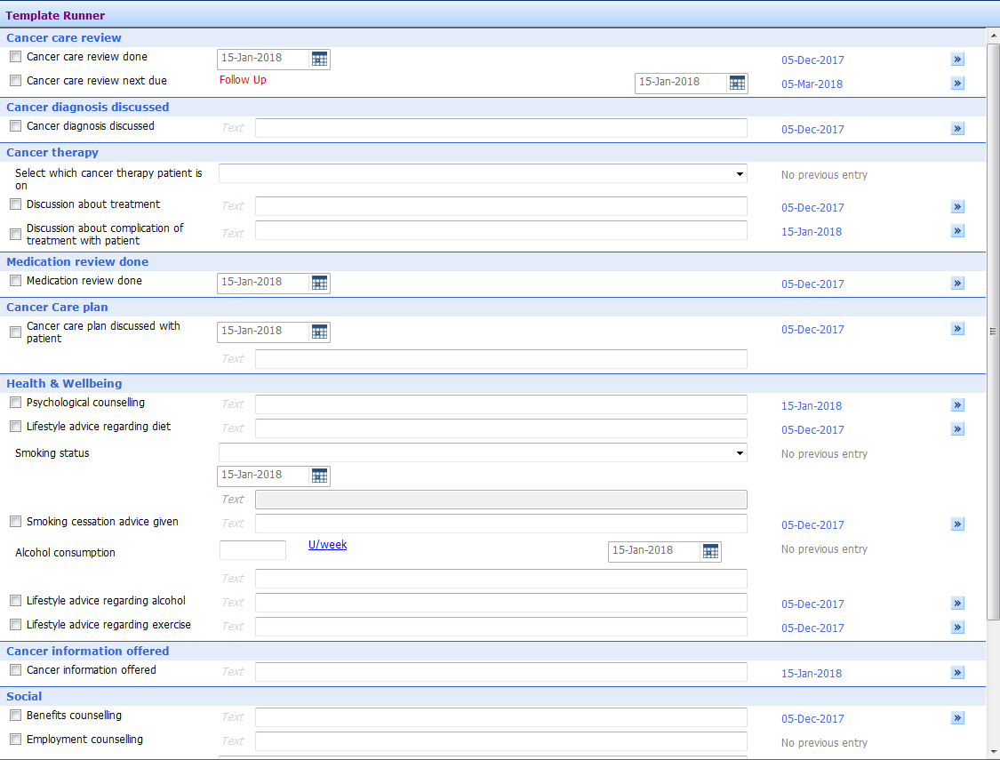 Template Runner
Cancer care review
Cancer care review done 15-Jan-2018 05-Dec-2017 »
Cancer care review next due Follow Up 15-Jan-2018 05-Mar-2018 »
Cancer diagnosis discussed
Cancer diagnosis discussed Text 05-Dec-2017 »
Cancer therapy
Select which cancer therapy patient is No previous entry
on
Discussion about treatment Text 05-Dec-2017 »
Discussion about complication of Text 15-Jan-2018 »
treatment with patient
Medication review done
Medication review done 15-Jan-2018 05-Dec-2017 »
Cancer Care plan
Cancer care plan discussed with 15-Jan-2018 05-Dec-2017 »
patient
Text
Health & Wellbeing
Psychological counselling Text 15-Jan-2018 »
Lifestyle advice regarding diet Text 05-Dec-2017 »
Smoking status No previous entry
15-Jan-2018
Text
Smoking cessation advice given Text 05-Dec-2017 »
Alcohol consumption U/week 15-Jan-2018 No previous entry
Text
Lifestyle advice regarding alcohol Text 05-Dec-2017 »
Lifestyle advice regarding exercise Text 05-Dec-2017 »
Cancer information offered
Cancer information offered Text 15-Jan-2018 »
Social
Benefits counselling Text 05-Dec-2017 »
Employment counselling Text No previous entry